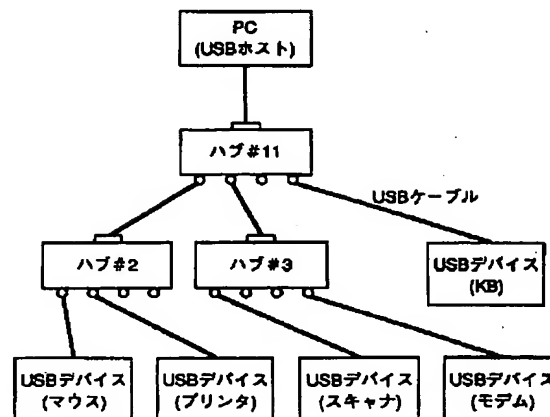 PC
(USBホスト)
ハブ#11
USBケーブル
ハブ#2
ハブ#3
USBデバイス
(KB)
USBデバイス
(マウス)
USBデバイス
(プリンタ)
USBデバイス
(スキャナ)
USBデバイス
(モデム)